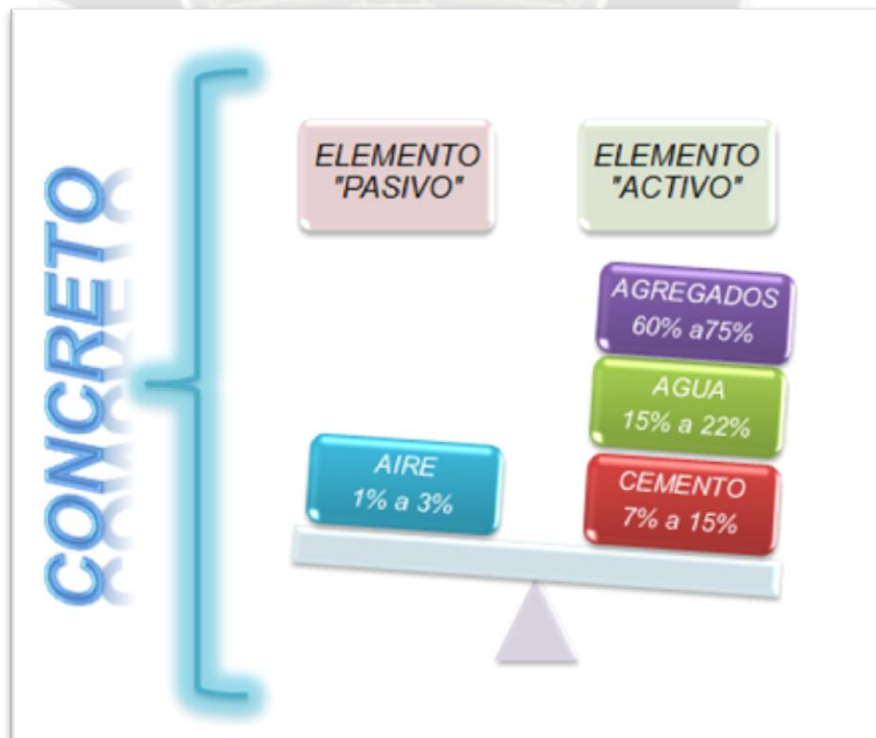 CONCRETO
ELEMENTO
"PASIVO"
ELEMENTO
"ACTIVO"
AGREGADOS
60% a75%
AGUA
15% a 22%
AIRE
1% a 3%
CEMENTO
7% a 15%